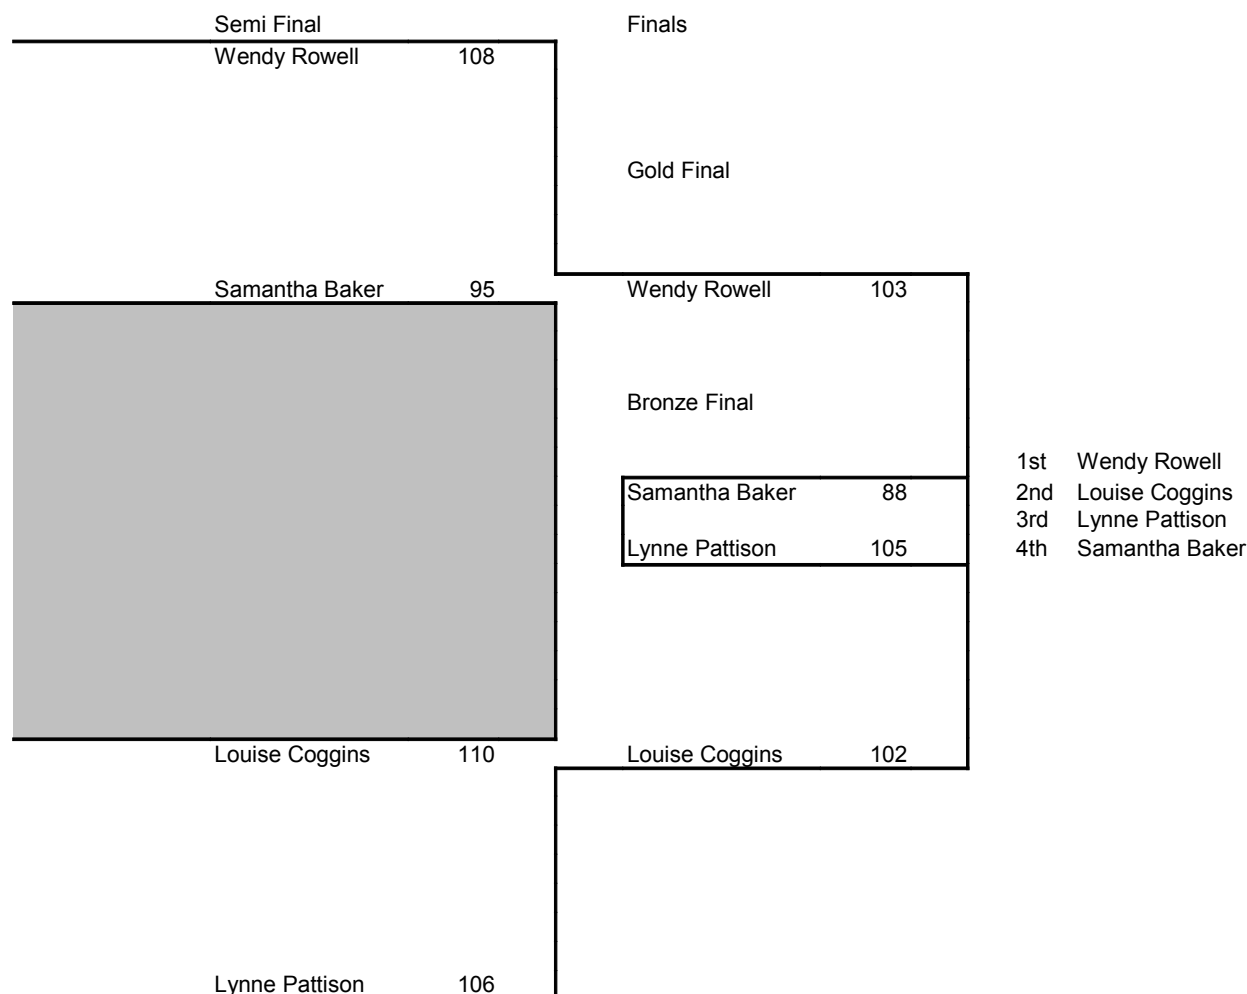 Semi Final Finals
Wendy Rowell 108
Gold Final
Samantha Baker 95 Wendy Rowell 103
Bronze Final
1st Wendy Rowell
Samantha Baker 88 2nd Louise Coggins
3rd Lynne Pattison
Lynne Pattison 105 4th Samantha Baker
Louise Coggins 110 Louise Coggins 102
Lynne Pattison 106